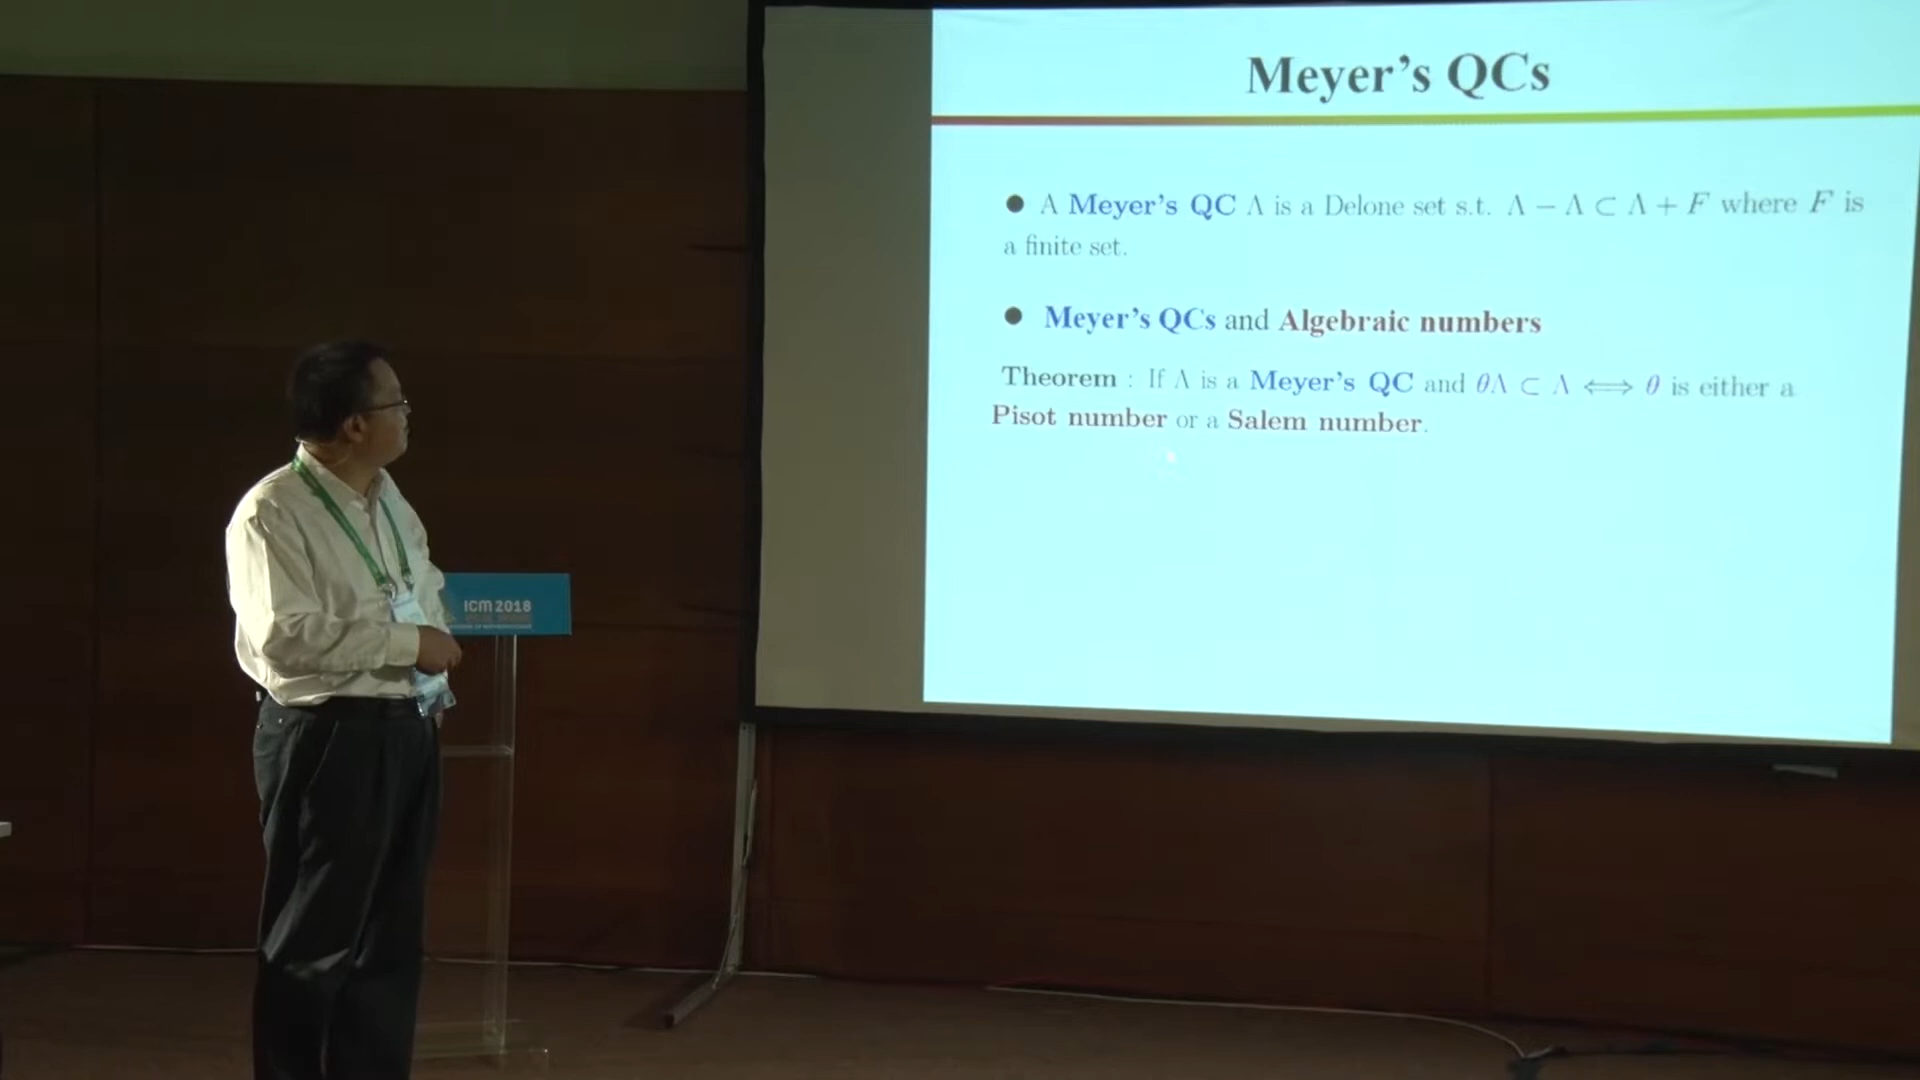 Meyer's QCs
● A Meyer's QC Λ is a Delone set s.t. Λ − Λ ⊂ Λ + F where F is
a finite set.
● Meyer's QCs and Algebraic numbers
Theorem : If Λ is a Meyer's QC and θΛ ⊂ Λ ⟺ θ is either a
Pisot number or a Salem number.
ICM 2018